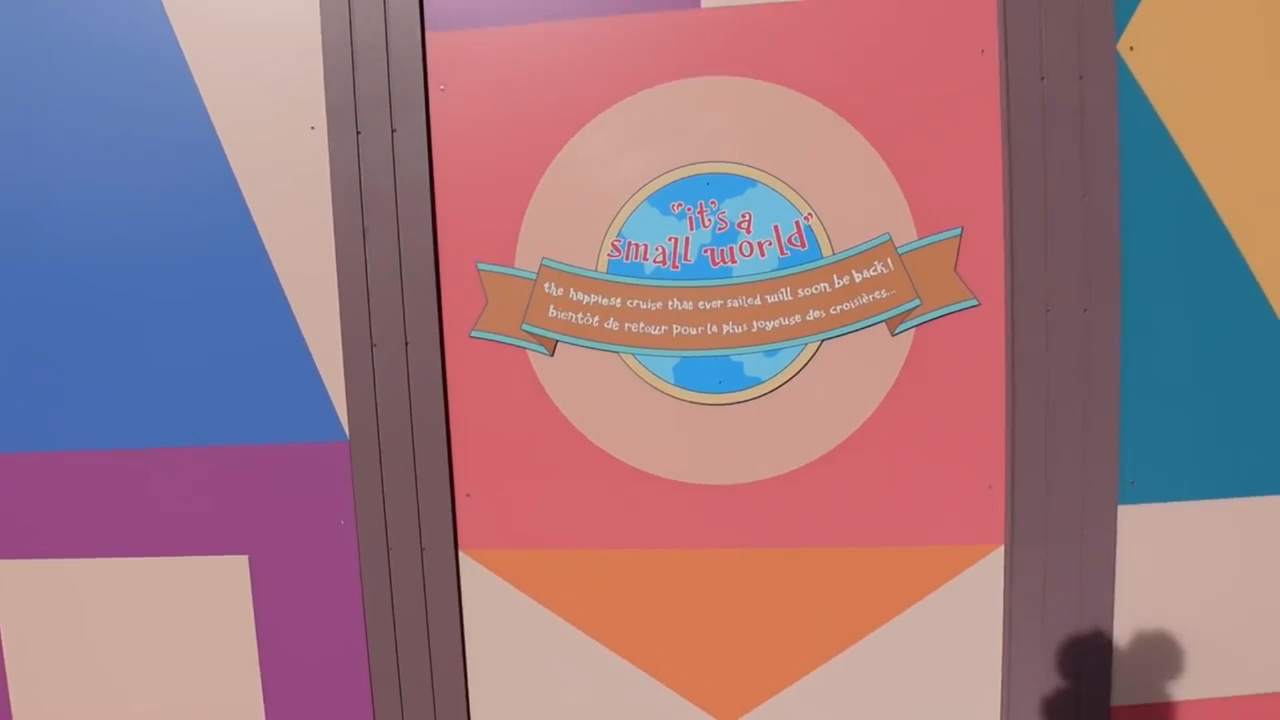 "it's a
small world"
the happiest cruise that ever sailed will soon be back!
bientôt de retour pour la plus joyeuse des croisières...